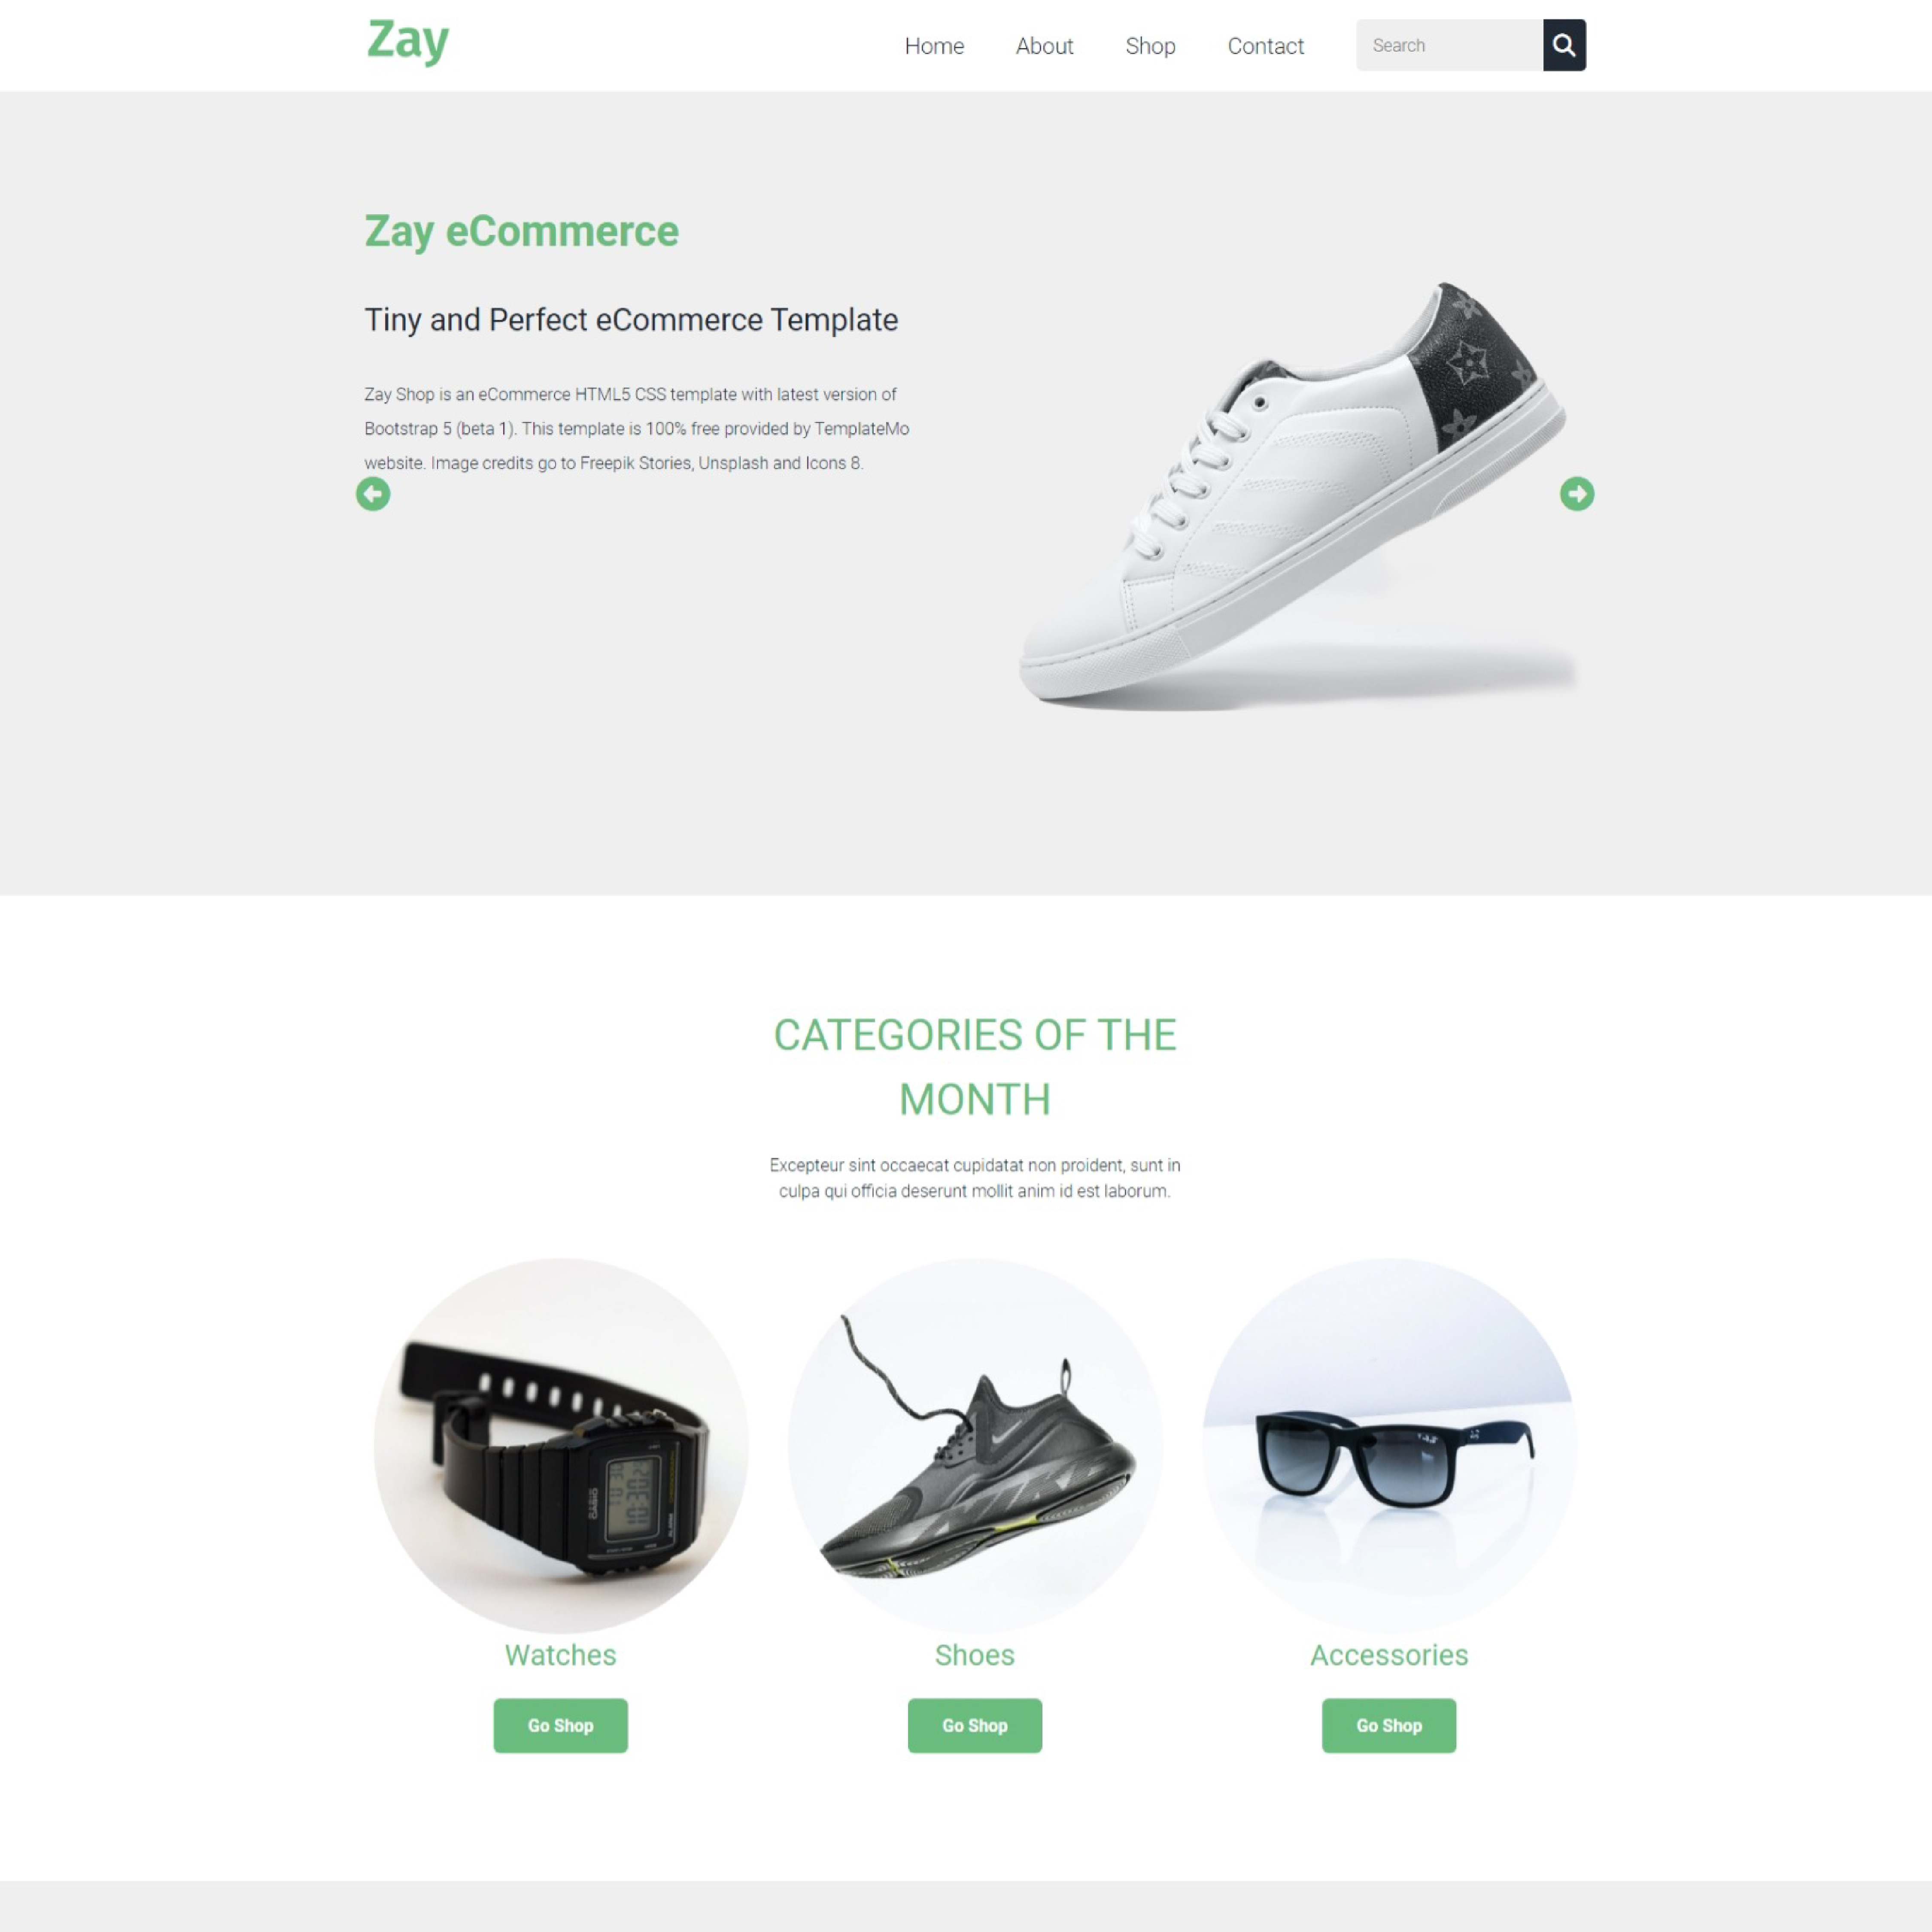 Zay
Home
About
Shop
Contact
Search
Zay eCommerce
Tiny and Perfect eCommerce Template
Zay Shop is an eCommerce HTML5 CSS template with latest version of
Bootstrap 5 (beta 1). This template is 100% free provided by TemplateMo
website. Image credits go to Freepik Stories, Unsplash and Icons 8.
CATEGORIES OF THE
MONTH
Excepteur sint occaecat cupidatat non proident, sunt in
culpa qui officia deserunt mollit anim id est laborum.
CASIO
Watches
Shoes
Accessories
Go Shop
Go Shop
Go Shop